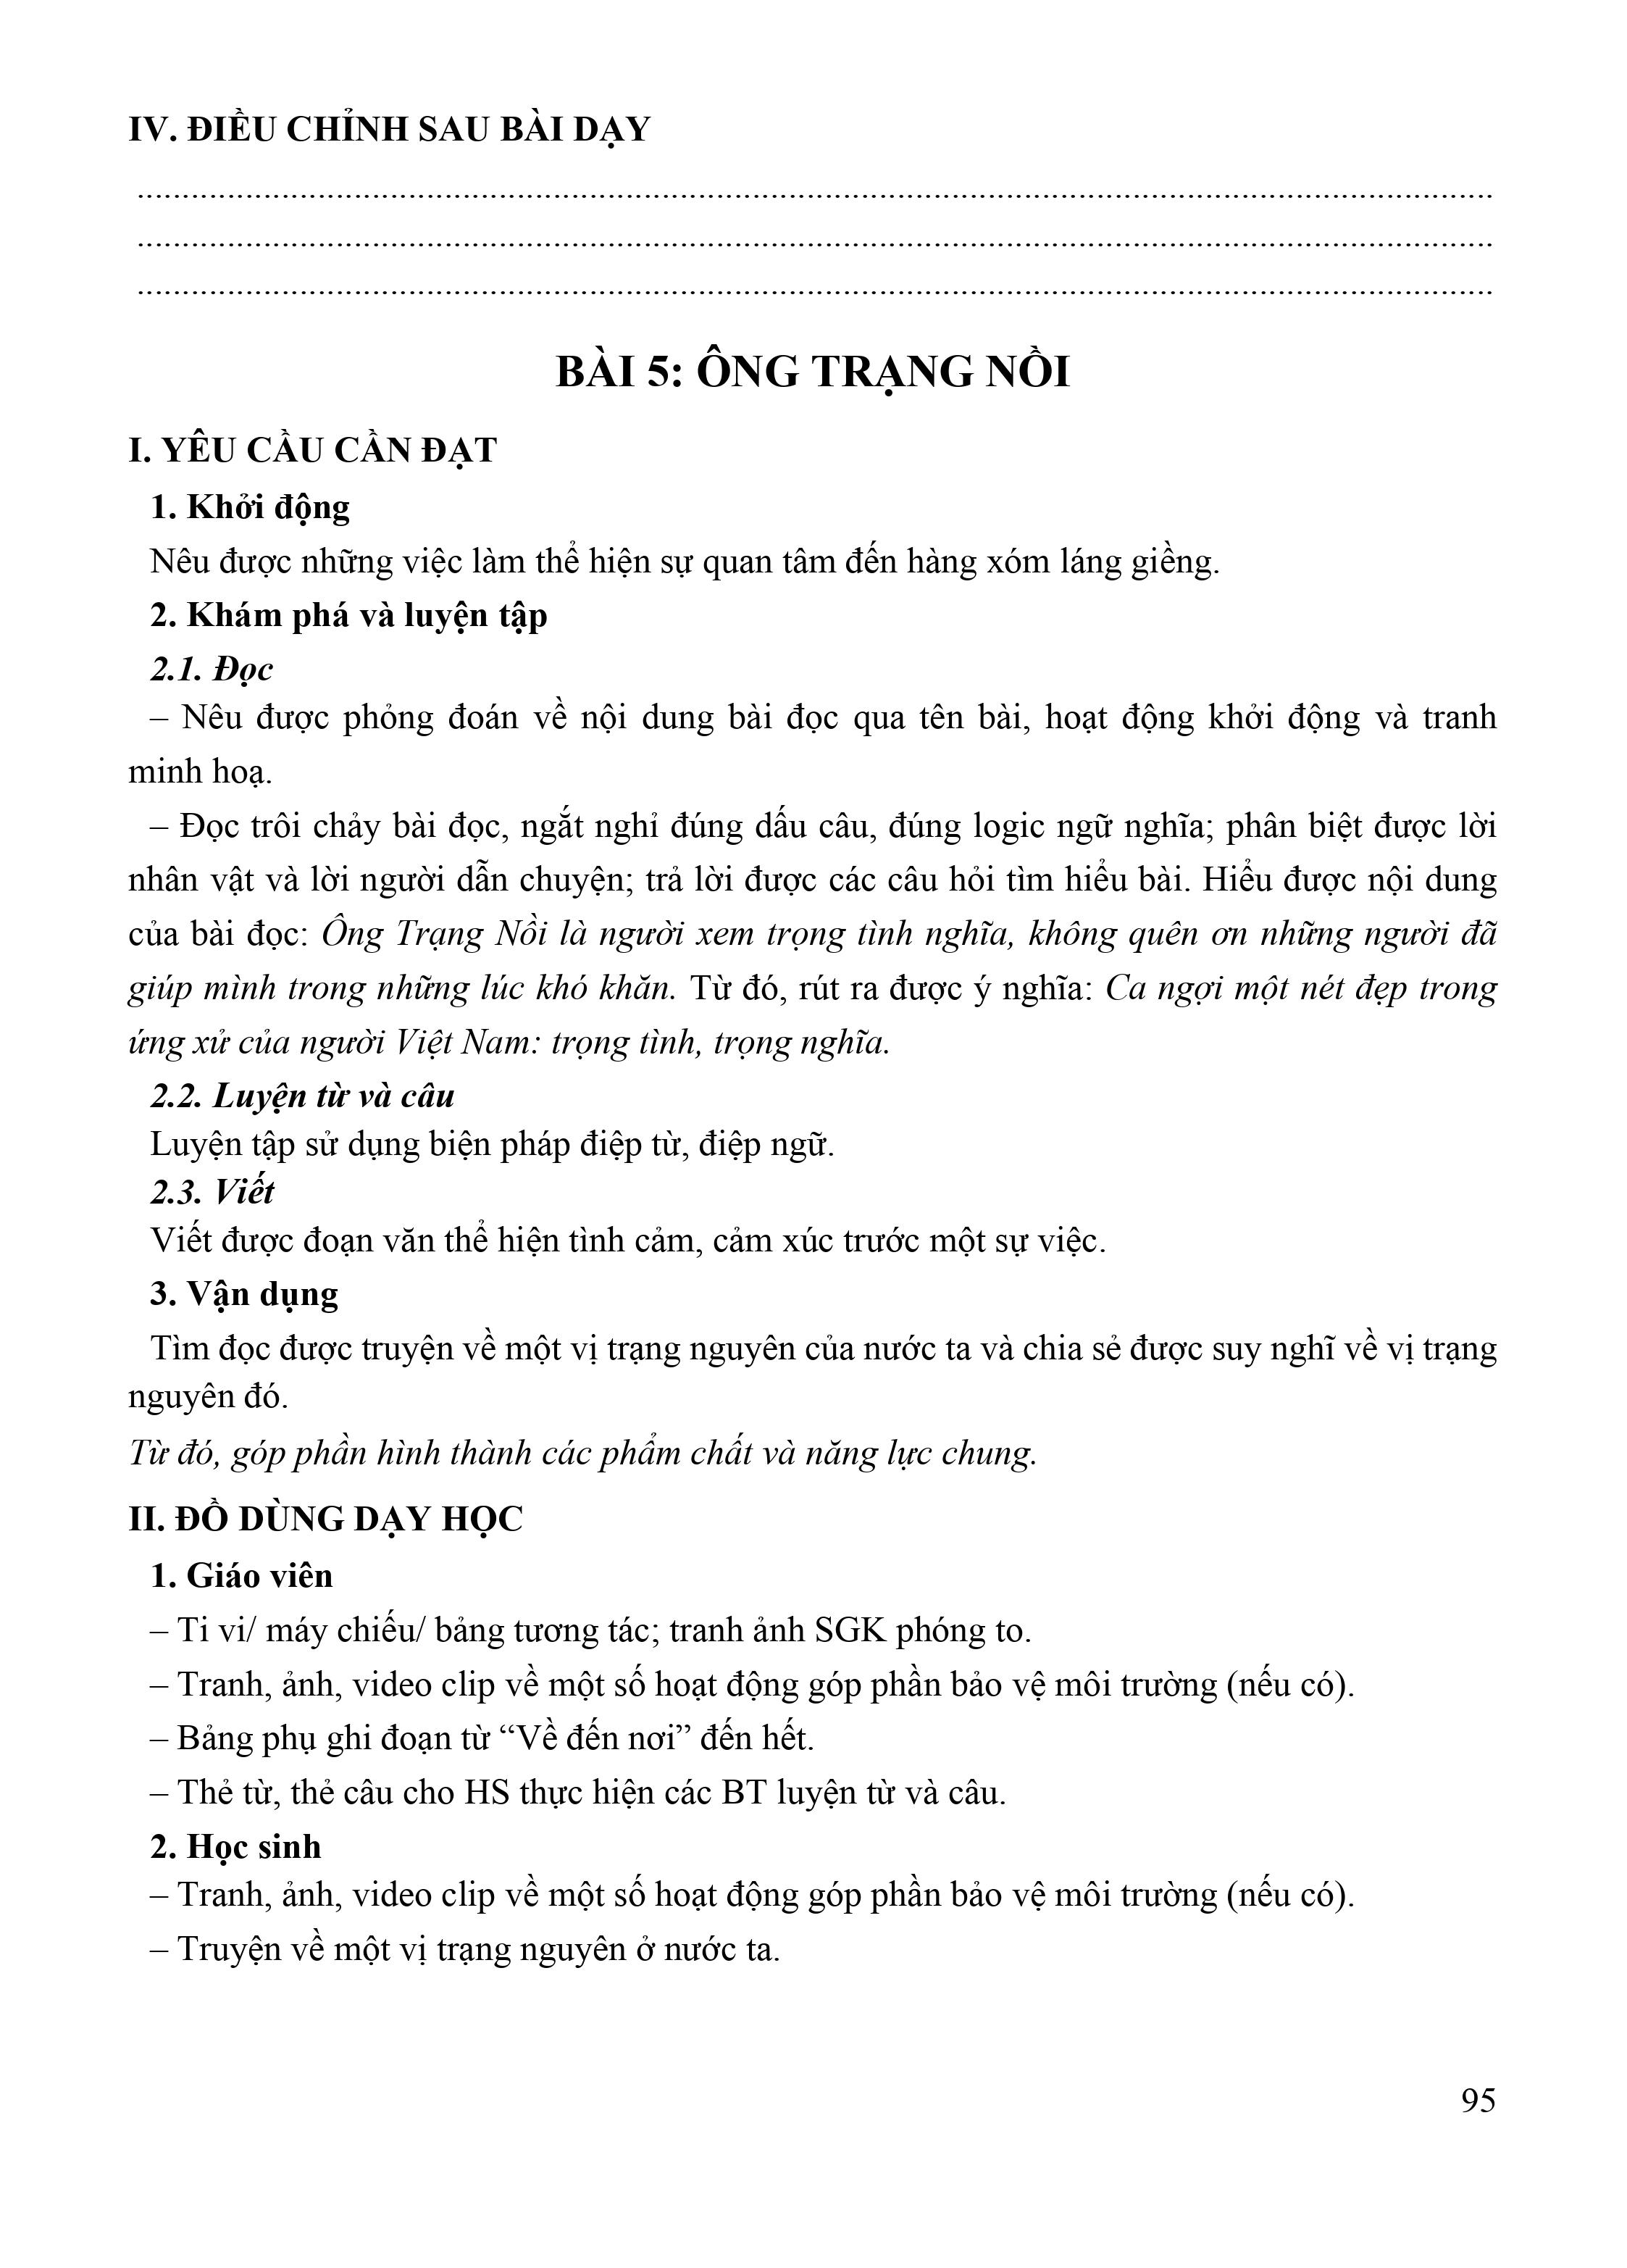 IV. ĐIỀU CHỈNH SAU BÀI DẠY
........................................................................................................................................................
........................................................................................................................................................
........................................................................................................................................................
BÀI 5: ÔNG TRẠNG NỒI
I. YÊU CẦU CẦN ĐẠT
1. Khởi động
Nêu được những việc làm thể hiện sự quan tâm đến hàng xóm láng giềng.
2. Khám phá và luyện tập
2.1. Đọc
– Nêu được phỏng đoán về nội dung bài đọc qua tên bài, hoạt động khởi động và tranh
minh hoạ.
– Đọc trôi chảy bài đọc, ngắt nghỉ đúng dấu câu, đúng logic ngữ nghĩa; phân biệt được lời
nhân vật và lời người dẫn chuyện; trả lời được các câu hỏi tìm hiểu bài. Hiểu được nội dung
của bài đọc: Ông Trạng Nồi là người xem trọng tình nghĩa, không quên ơn những người đã
giúp mình trong những lúc khó khăn. Từ đó, rút ra được ý nghĩa: Ca ngợi một nét đẹp trong
ứng xử của người Việt Nam: trọng tình, trọng nghĩa.
2.2. Luyện từ và câu
Luyện tập sử dụng biện pháp điệp từ, điệp ngữ.
2.3. Viết
Viết được đoạn văn thể hiện tình cảm, cảm xúc trước một sự việc.
3. Vận dụng
Tìm đọc được truyện về một vị trạng nguyên của nước ta và chia sẻ được suy nghĩ về vị trạng
nguyên đó.
Từ đó, góp phần hình thành các phẩm chất và năng lực chung.
II. ĐỒ DÙNG DẠY HỌC
1. Giáo viên
– Ti vi/ máy chiếu/ bảng tương tác; tranh ảnh SGK phóng to.
– Tranh, ảnh, video clip về một số hoạt động góp phần bảo vệ môi trường (nếu có).
– Bảng phụ ghi đoạn từ “Về đến nơi” đến hết.
– Thẻ từ, thẻ câu cho HS thực hiện các BT luyện từ và câu.
2. Học sinh
– Tranh, ảnh, video clip về một số hoạt động góp phần bảo vệ môi trường (nếu có).
– Truyện về một vị trạng nguyên ở nước ta.
95